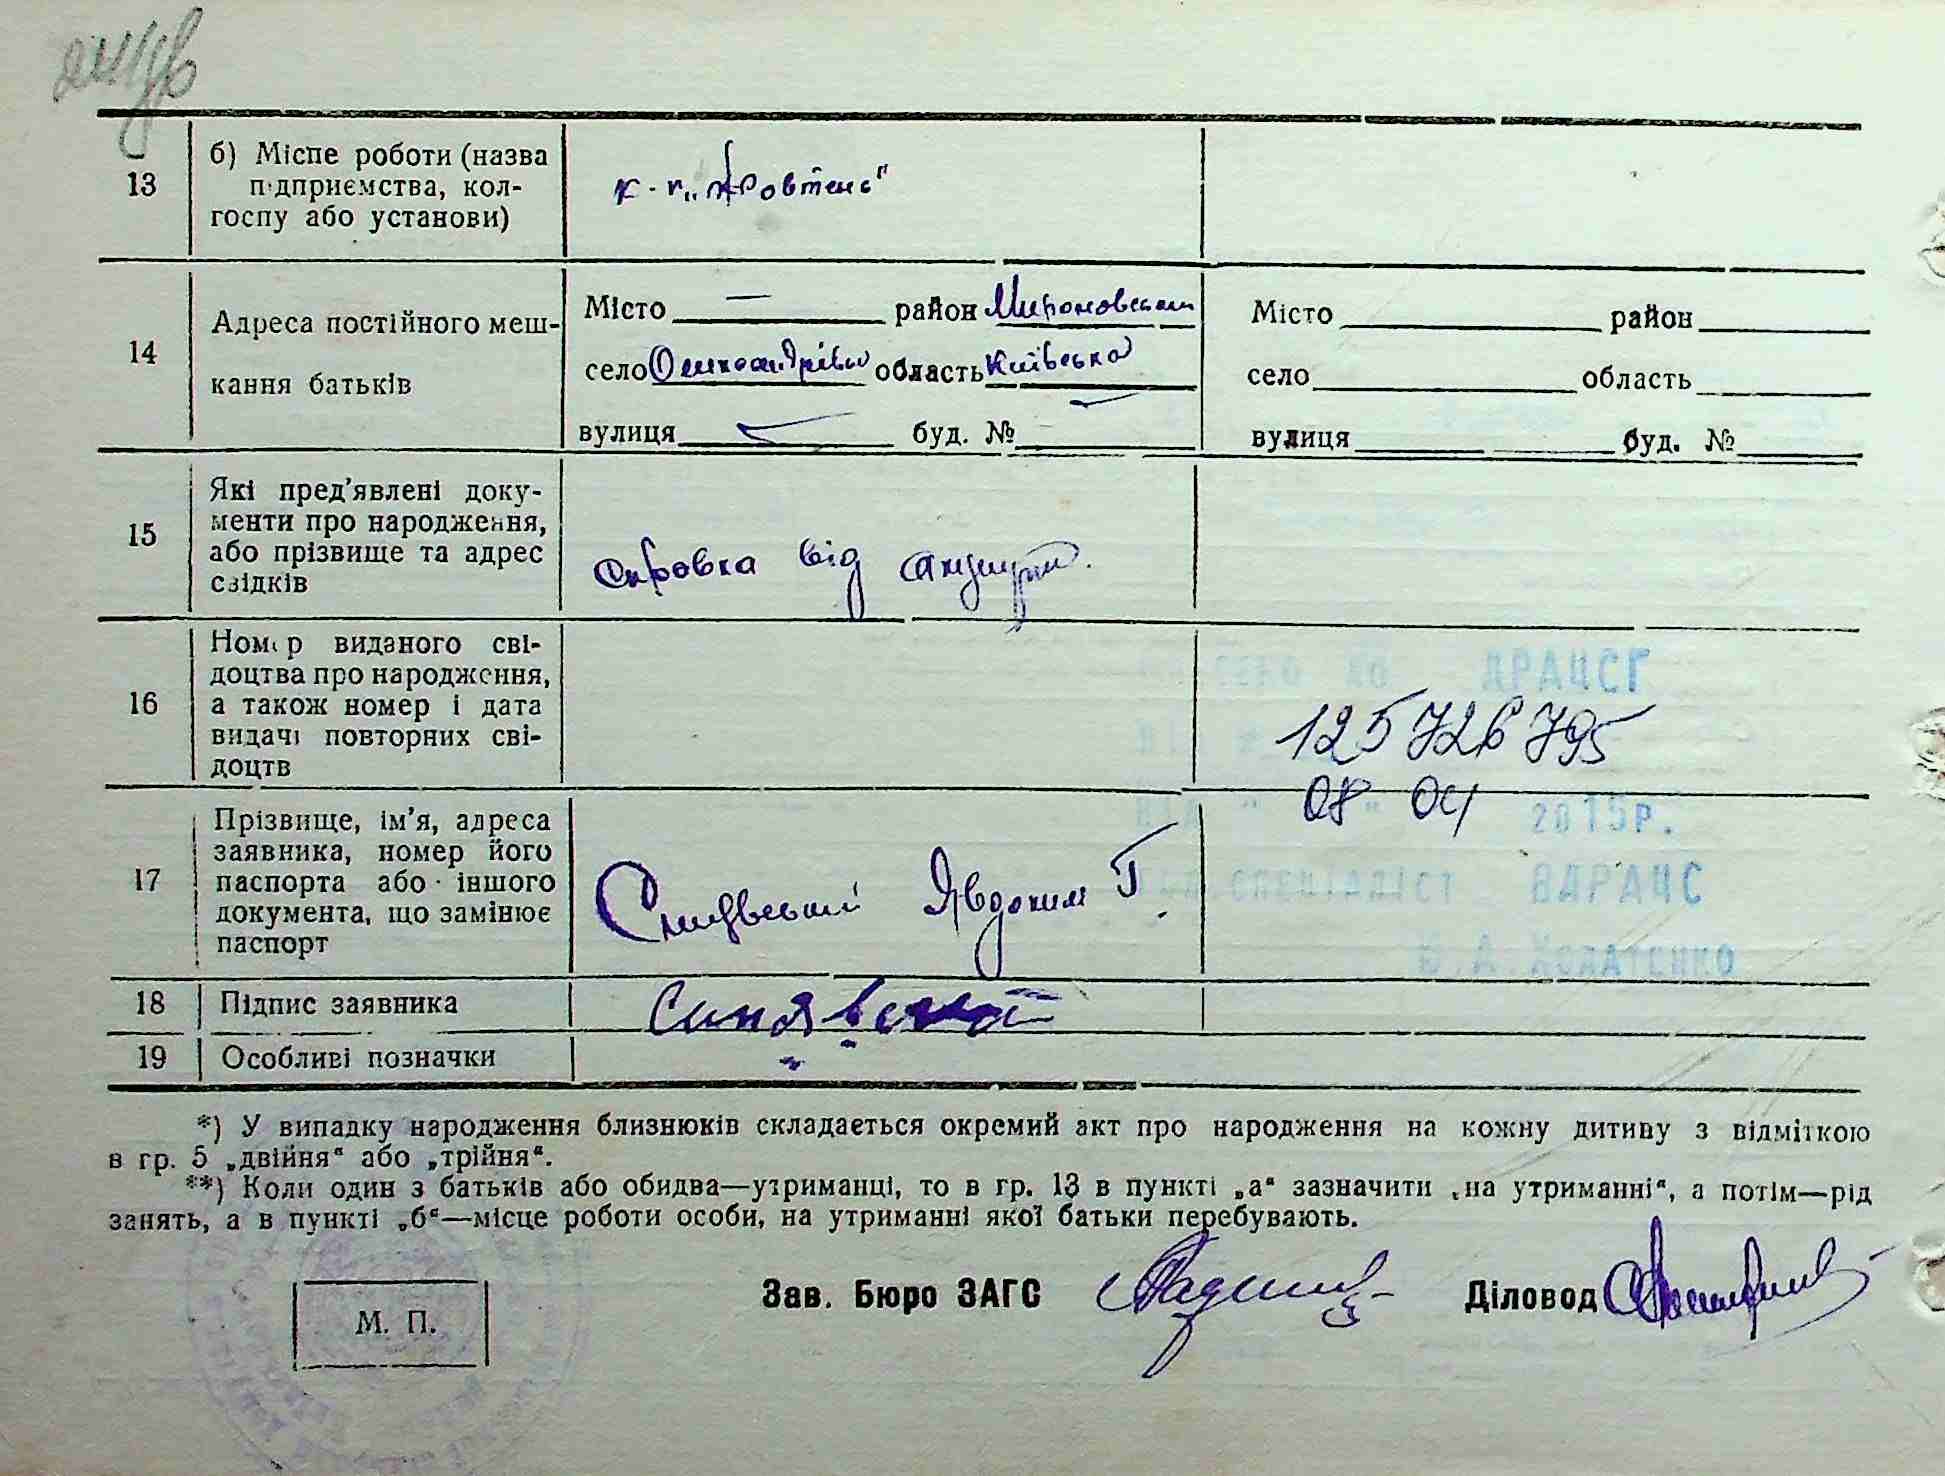 13
б) Місце роботи (назва
підприємства, кол-
госпу або установи)
к-п „Жовтень"
14
Адреса постійного меш-
кання батьків
Місто — район Мироновський
село область Київська
вулиця буд. №
Місто район
село область
вулиця буд. №
15
Які пред'явлені доку-
менти про народження,
або прізвище та адрес
свідків
справка від
16
Номер виданого сві-
доцтва про народження,
а також номер і дата
видачі повторних сві-
доцтв
ДРАЦСГ
125726795
08 04 2015р.
спеціаліст ВДРАЦС
17
Прізвище, ім'я, адреса
заявника, номер його
паспорта або іншого
документа, що замінює
паспорт
Явдоким Г
18
Підпис заявника
19
Особливі позначки
*) У випадку народження близнюків складається окремий акт про народження на кожну дитину з відміткою
в гр. 5 „двійня" або „трійня".
**) Коли один з батьків або обидва—утриманці, то в гр. 13 в пункті „а" зазначити „на утриманні", а потім—рід
занять, а в пункті „б"—місце роботи особи, на утриманні якої батьки перебувають.
Зав. Бюро ЗАГС
Діловод
М. П.